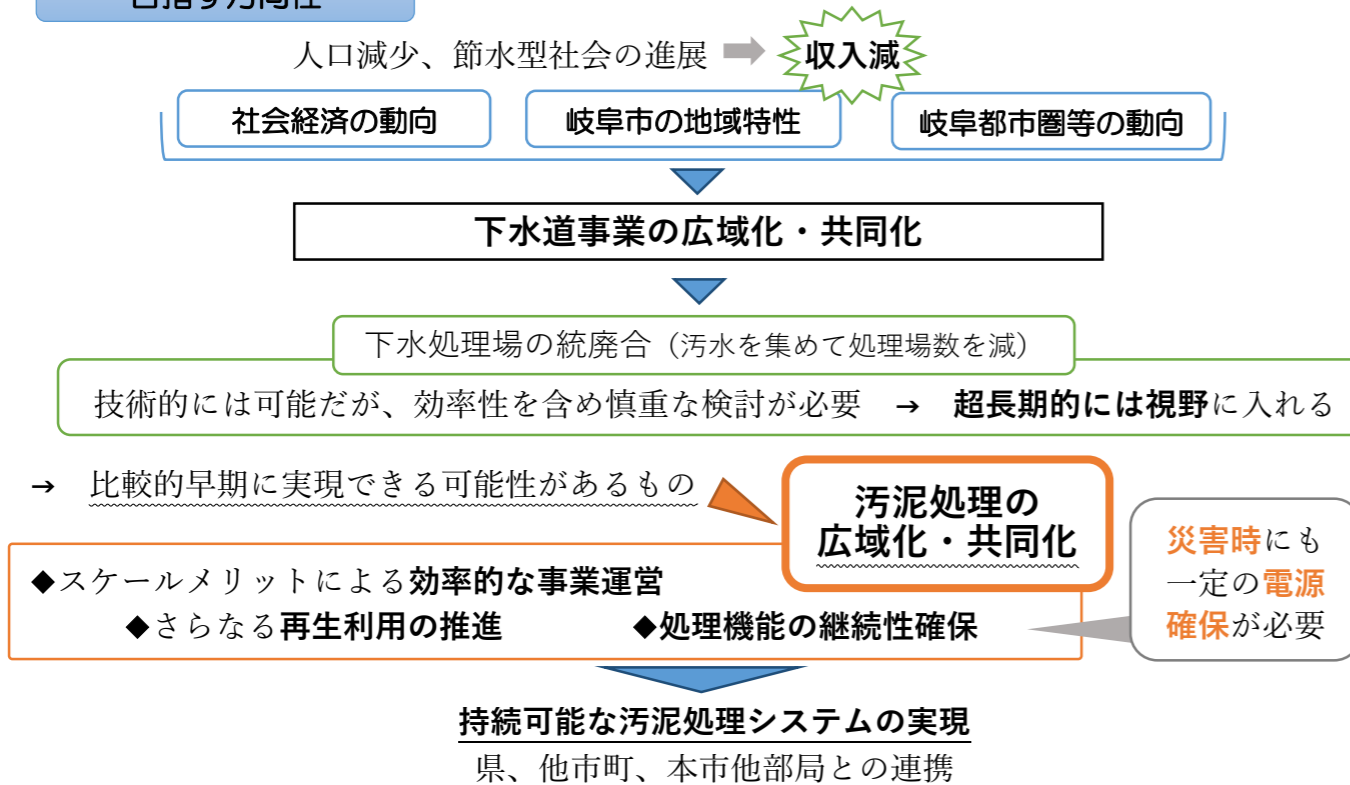 目指す方向性
人口減少、節水型社会の進展
収入減
社会経済の動向
岐阜市の地域特性
岐阜都市圏等の動向
下水道事業の広域化・共同化
下水処理場の統廃合（汚水を集めて処理場数を減）
技術的には可能だが、効率性を含め慎重な検討が必要 → 超長期的には視野に入れる
→ 比較的早期に実現できる可能性があるもの
汚泥処理の
広域化・共同化
災害時にも
一定の電源
確保が必要
◆スケールメリットによる効率的な事業運営
◆さらなる再生利用の推進 ◆処理機能の継続性確保
持続可能な汚泥処理システムの実現
県、他市町、本市他部局との連携